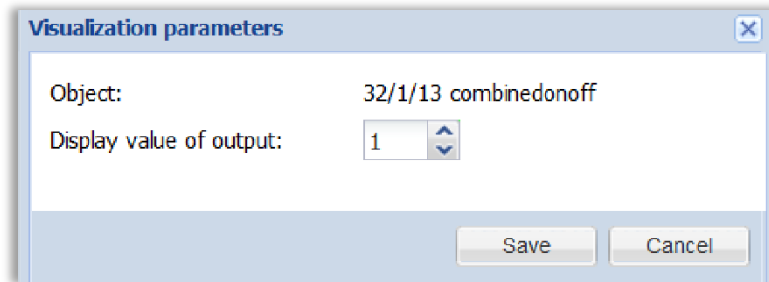 Visualization parameters
Object: 32/1/13 combinedonoff
Display value of output: 1
Save Cancel